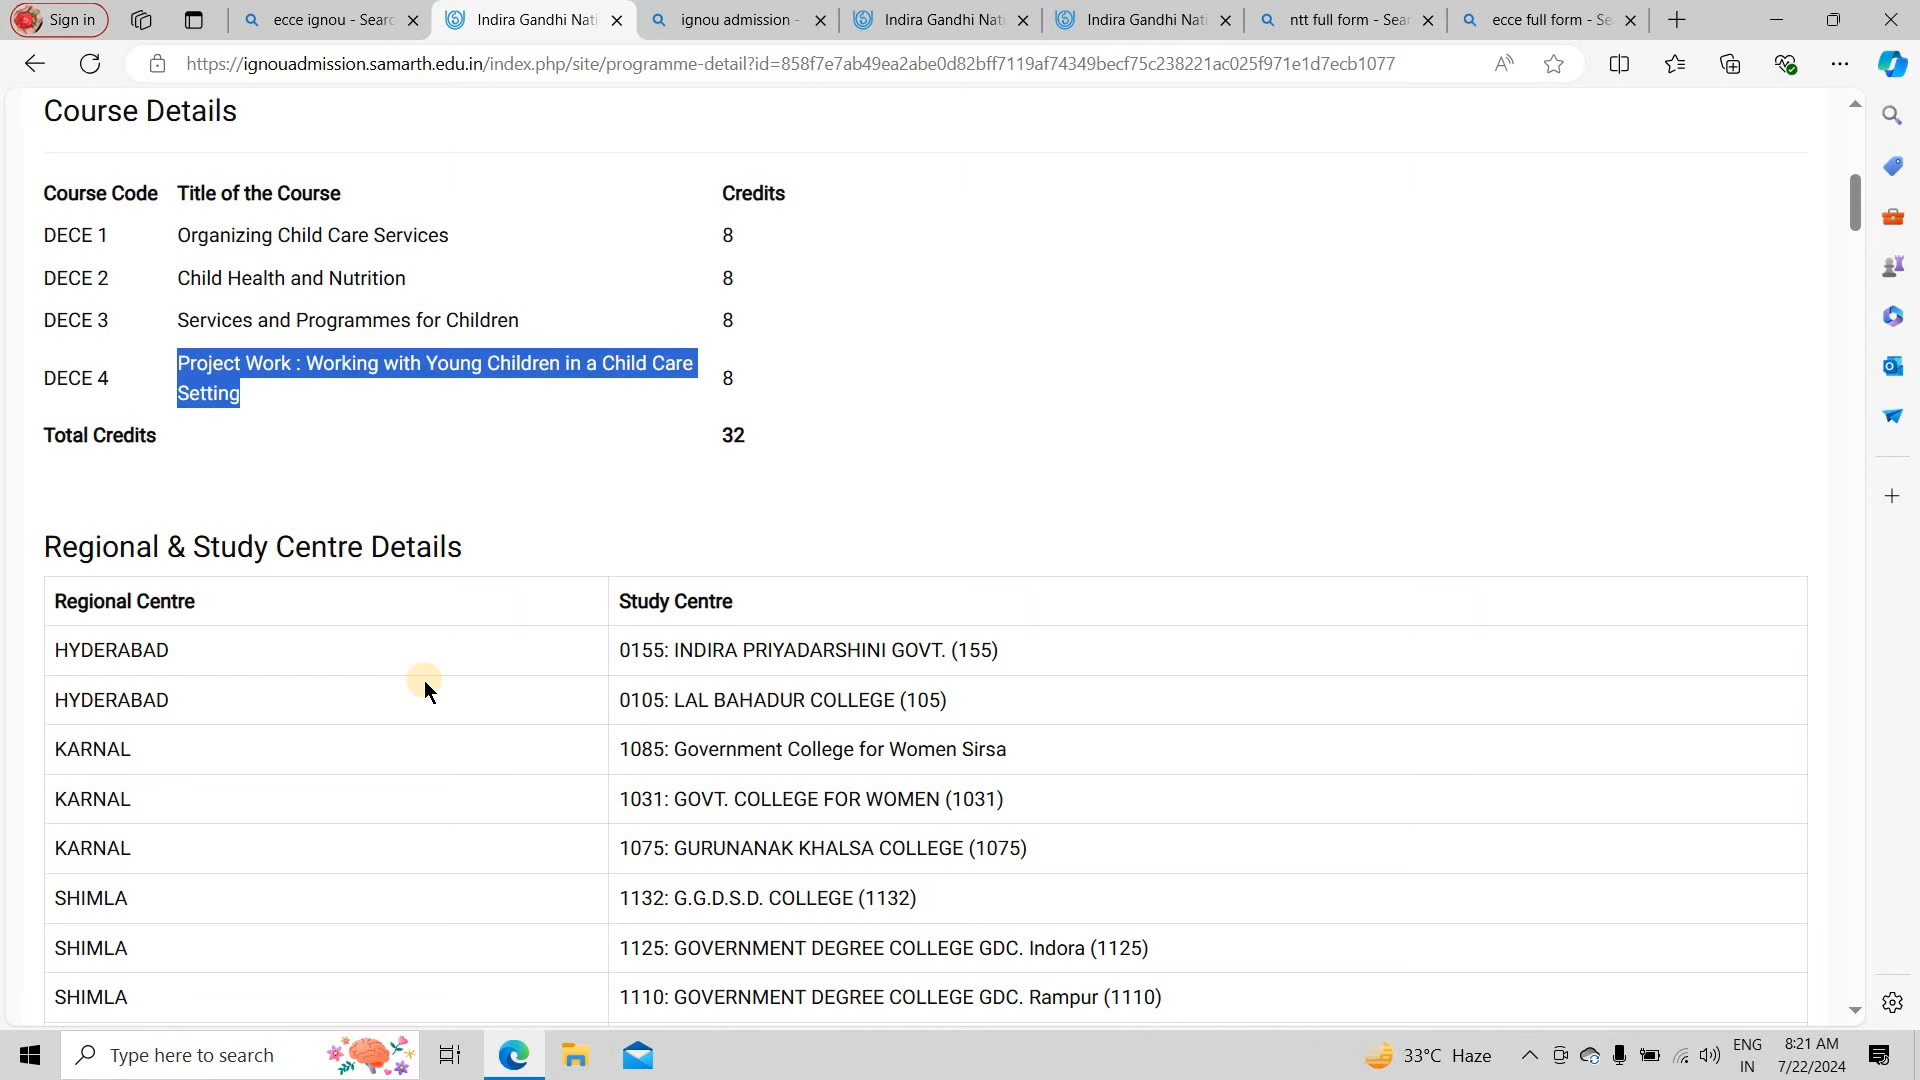 Sign in
ecce ignou - Searc
Indira Gandhi Nati
ignou admission -
Indira Gandhi Nati
Indira Gandhi Nati
ntt full form - Sear
ecce full form - Se
https://ignouadmission.samarth.edu.in/index.php/site/programme-detail?id=858f7e7ab49ea2abe0d82bff7119af74349becf75c238221ac025f971e1d7ecb1077
Course Details
Course Code Title of the Course Credits
DECE 1 Organizing Child Care Services 8
DECE 2 Child Health and Nutrition 8
DECE 3 Services and Programmes for Children 8
DECE 4 Project Work : Working with Young Children in a Child Care 8
Setting
Total Credits 32
Regional & Study Centre Details
Regional Centre Study Centre
HYDERABAD 0155: INDIRA PRIYADARSHINI GOVT. (155)
HYDERABAD 0105: LAL BAHADUR COLLEGE (105)
KARNAL 1085: Government College for Women Sirsa
KARNAL 1031: GOVT. COLLEGE FOR WOMEN (1031)
KARNAL 1075: GURUNANAK KHALSA COLLEGE (1075)
SHIMLA 1132: G.G.D.S.D. COLLEGE (1132)
SHIMLA 1125: GOVERNMENT DEGREE COLLEGE GDC. Indora (1125)
SHIMLA 1110: GOVERNMENT DEGREE COLLEGE GDC. Rampur (1110)
Type here to search
33°C Haze
ENG
IN
8:21 AM
7/22/2024